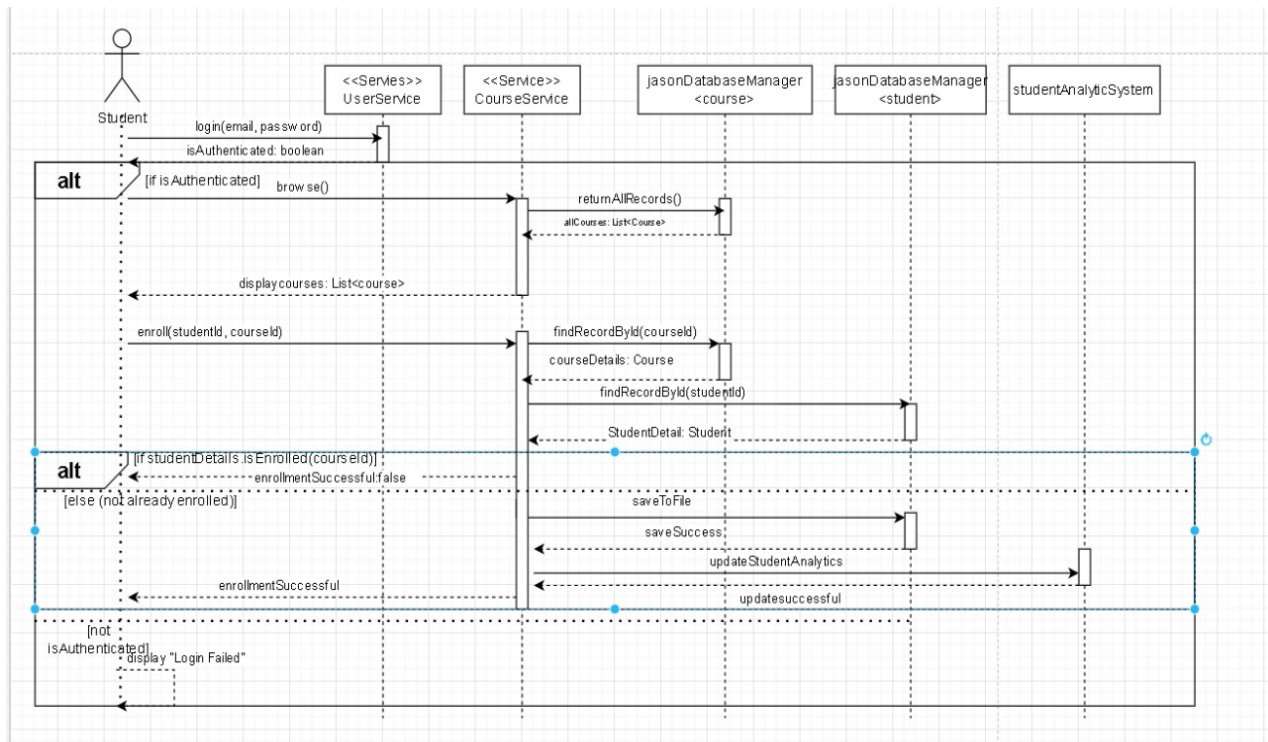 <<Servies>>
UserService
<<Service>>
CourseService
jasonDatabaseManager
<course>
jasonDatabaseManager
<student>
studentAnalyticSystem
Student
login(email, password)
isAuthenticated: boolean
alt
[if isAuthenticated]
browse()
returnAllRecords()
allCourses: List<Course>
displaycourses: List<course>
enroll(studentId, courseId)
findRecordById(courseId)
courseDetails: Course
findRecordById(studentId)
StudentDetail: Student
alt
[if studentDetails.isEnrolled(courseId)]
enrollmentSuccessful:false
[else (not already enrolled)]
saveToFile
saveSuccess
updateStudentAnalytics
enrollmentSuccessful
updatesuccessful
[not
isAuthenticated]
display "Login Failed"